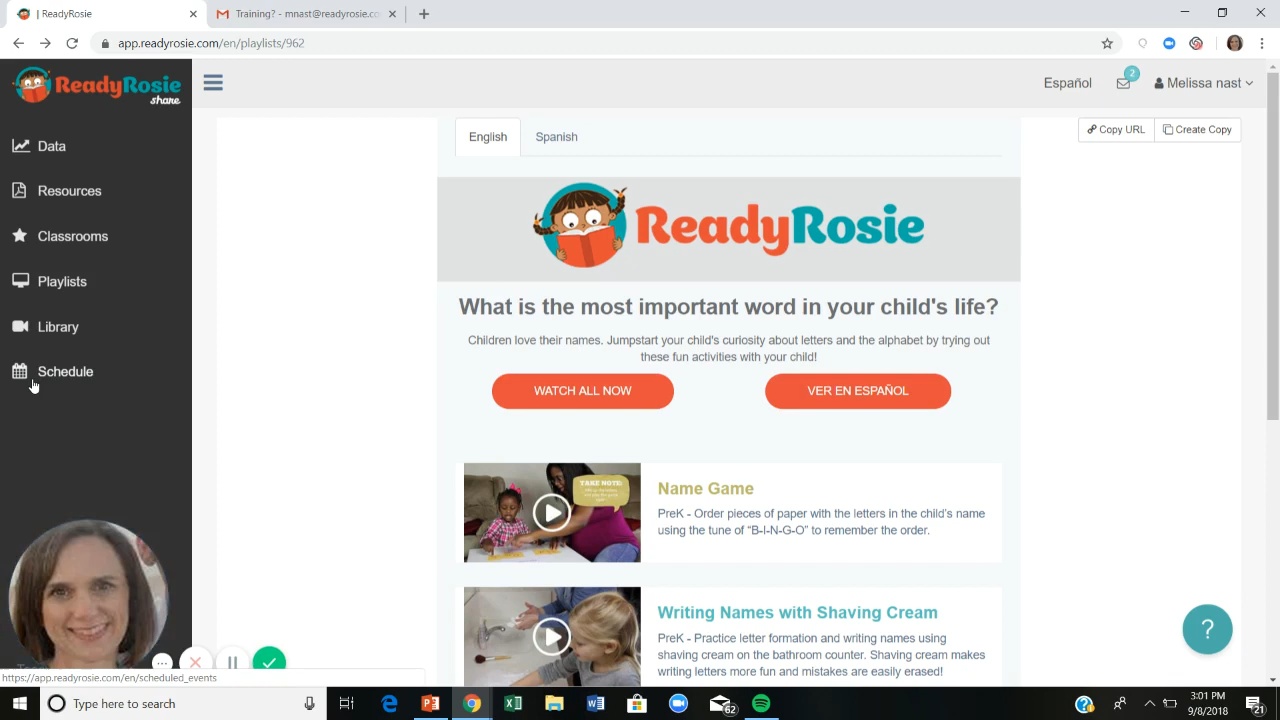 | ReadyRosie
Training? - mnast@readyrosie.co
app.readyrosie.com/en/playlists/962
ReadyRosie
share
Español
2
Melissa nast
Data
Resources
Classrooms
Playlists
Library
Schedule
English
Spanish
Copy URL
Create Copy
ReadyRosie
What is the most important word in your child's life?
Children love their names. Jumpstart your child's curiosity about letters and the alphabet by trying out
these fun activities with your child!
WATCH ALL NOW
VER EN ESPAÑOL
TAKE NOTE:
Name Game
PreK - Order pieces of paper with the letters in the child's name
using the tune of “B-I-N-G-O” to remember the order.
Writing Names with Shaving Cream
PreK - Practice letter formation and writing names using
shaving cream on the bathroom counter. Shaving cream makes
writing letters more fun and mistakes are easily erased!
?
https://app.readyrosie.com/en/scheduled_events
Type here to search
62
3:01 PM
9/8/2018
21